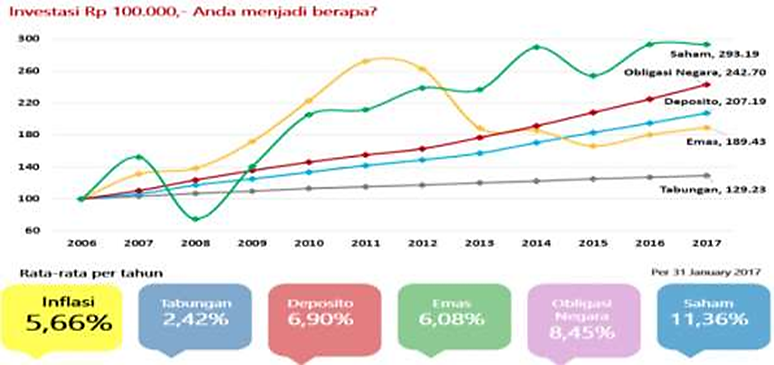 Investasi Rp 100.000,- Anda menjadi berapa?
300
260
220
180
140
100
60
Saham, 293.19
Obligasi Negara, 242.70
Deposito, 207.19
Emas, 189.43
Tabungan, 129.23
2006 2007 2008 2009 2010 2011 2012 2013 2014 2015 2016 2017
Rata-rata per tahun
Per 31 January 2017
Inflasi
5,66%
Tabungan
2,42%
Deposito
6,90%
Emas
6,08%
Obligasi
Negara
8,45%
Saham
11,36%